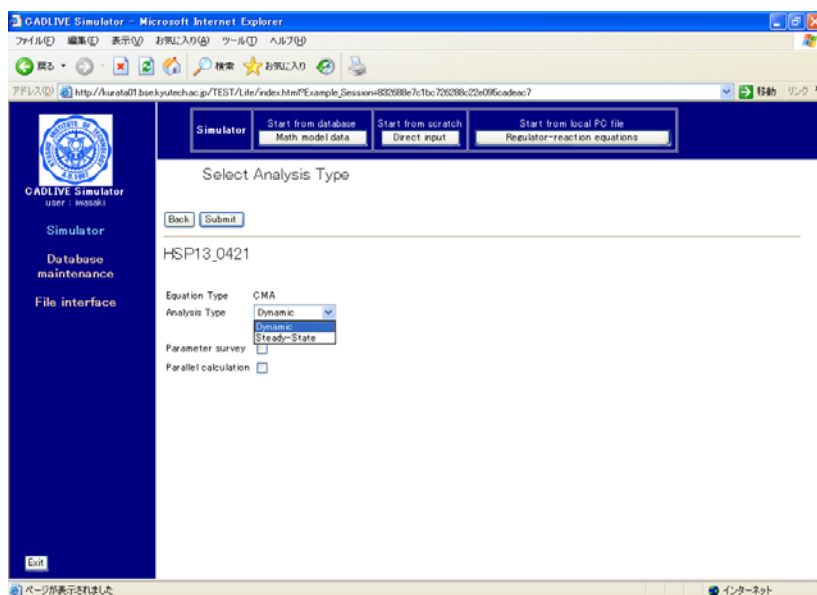 CADLIVE Simulator - Microsoft Internet Explorer
ファイル(F) 編集(E) 表示(V) お気に入り(A) ツール(T) ヘルプ(H)
戻る 検索 お気に入り
アドレス(D) http://kurata01.bse.kyutech.ac.jp/TEST/Life/index.html?Example_Session=832688e7c1bc726288c22e095cadeac7 移動 リンク
Simulator
Start from database
Math model data
Start from scratch
Direct input
Start from local PC file
Regulator-reaction equations
CADLIVE Simulator
user : iwasaki
Simulator
Database
maintenance
File interface
Exit
Select Analysis Type
Back Submit
HSP13_0421
Equation Type CMA
Analysis Type Dynamic
Dynamic
Steady-State
Parameter survey
Parallel calculation
ページが表示されました インターネット